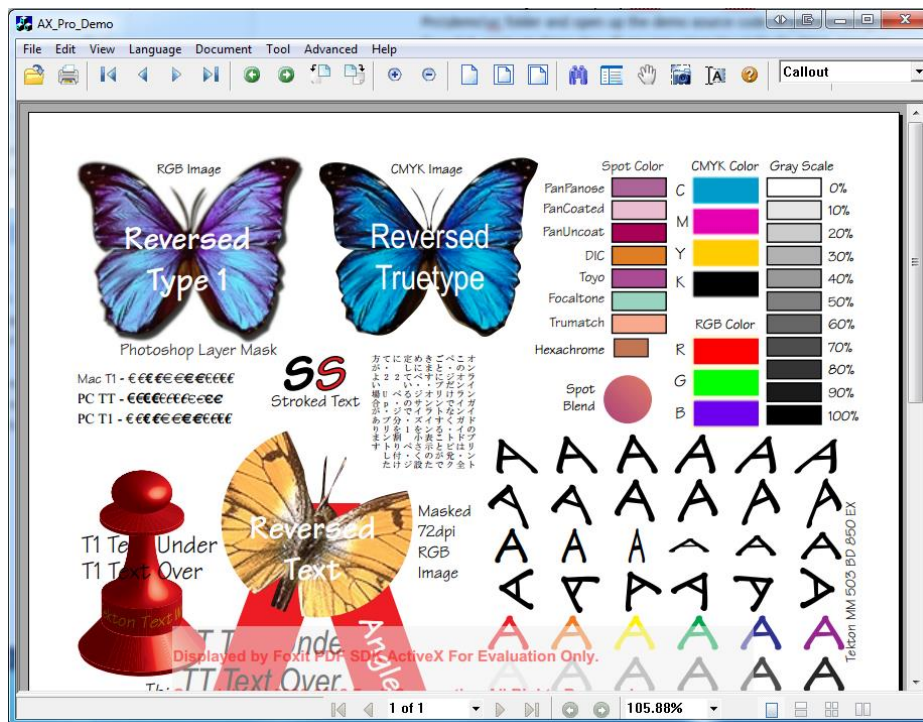 AX_Pro_Demo
File Edit View Language Document Tool Advanced Help
Callout
RGB Image
CMYK Image
Reversed
Type 1
Reversed
Truetype
Photoshop Layer Mask
Spot Color
PanPanose
PanCoated
PanUncoat
DIC
Toyo
Focaltone
Trumatch
Hexachrome
Spot
Blend
CMYK Color
C
M
Y
K
RGB Color
R
G
B
Gray Scale
0%
10%
20%
30%
40%
50%
60%
70%
80%
90%
100%
Mac T1 - €€€€€€€€€€€
PC TT - €€€€€€€€€€€
PC T1 - €€€€€€€€€€€
SS
Stroked Text
T1 Text Under
T1 Text Over
Tekton Text
Reversed
Text
Masked
72dpi
RGB
Image
A A A A A A
A A A A A A
A A A A A A
A A A A A A
A A A A A A
A A A A A A
Tekton MM 503 BD 850 EX
Angle
TT Text Over
Displayed by Foxit PDF SDK ActiveX For Evaluation Only.
1 of 1
105.88%